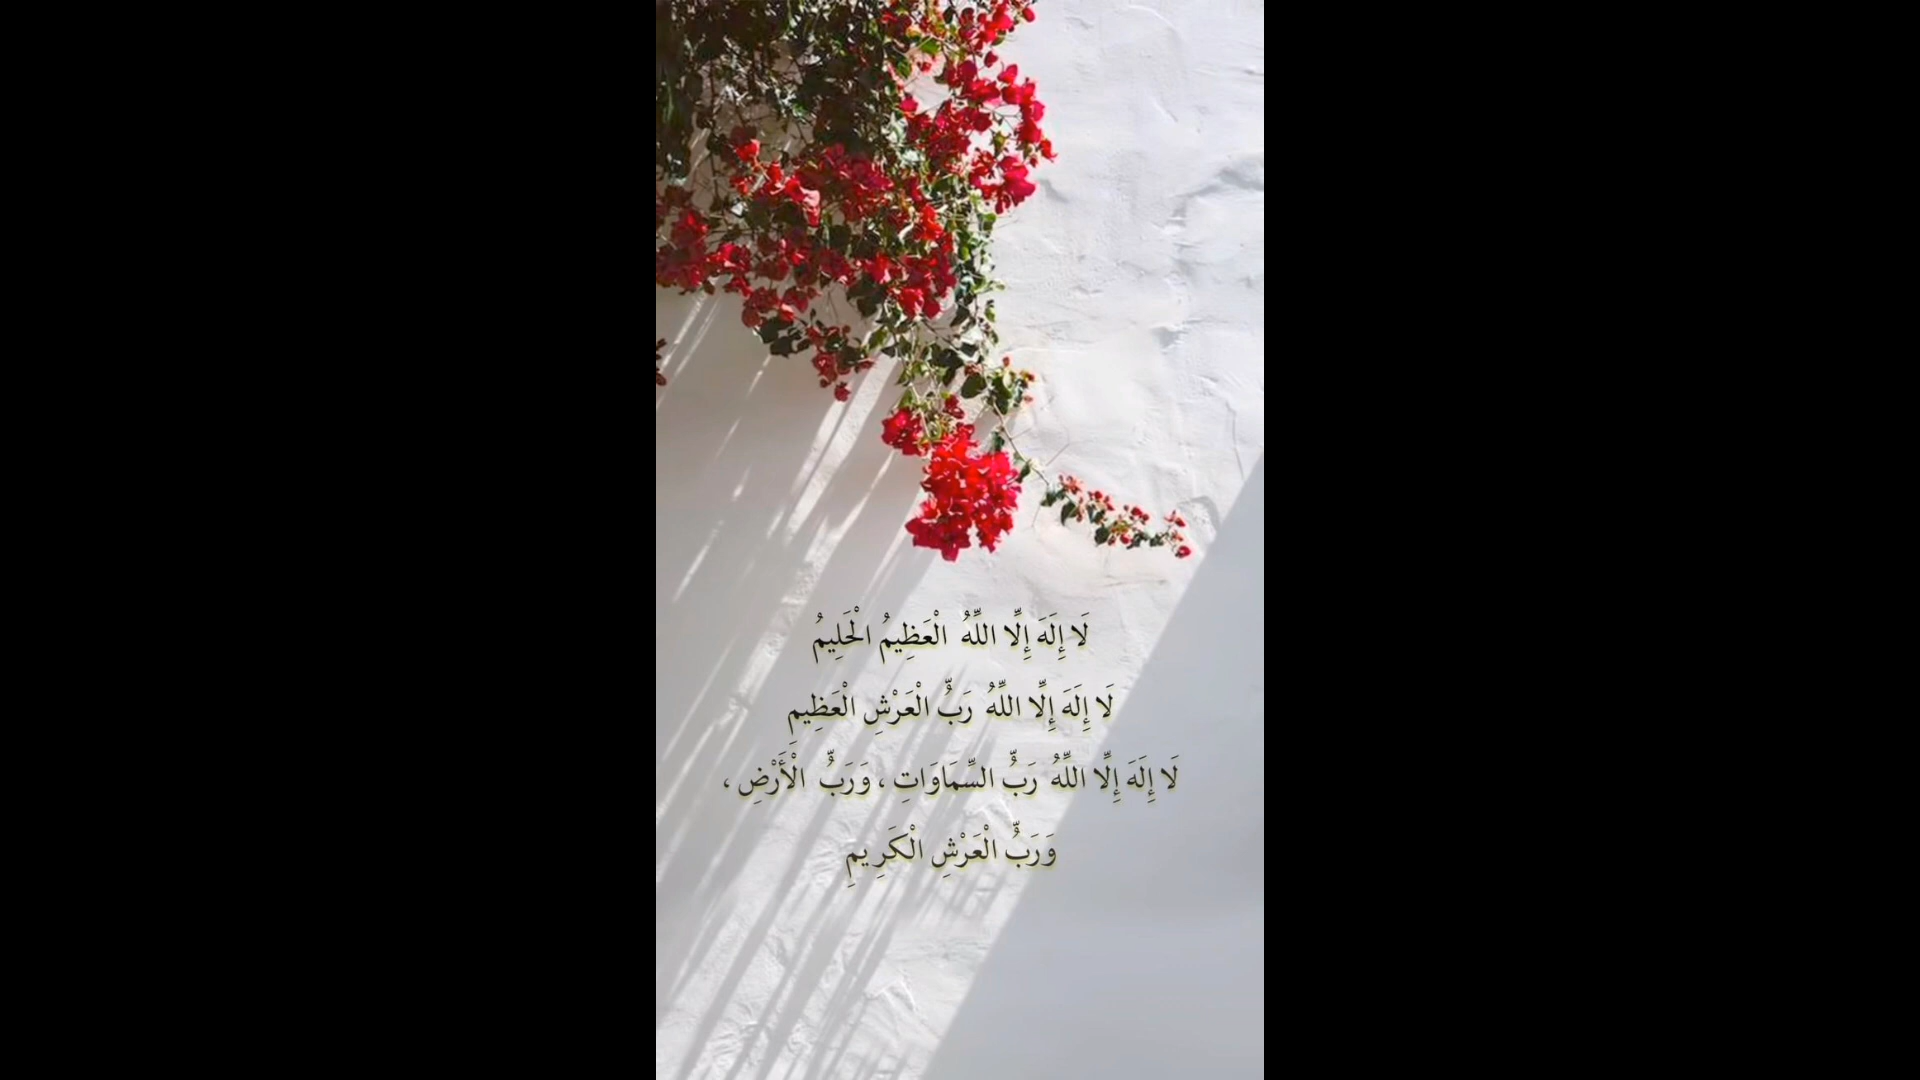 لَا إِلَهَ إِلَّا اللَّهُ الْعَظِيمُ الْحَلِيمُ
لَا إِلَهَ إِلَّا اللَّهُ رَبُّ الْعَرْشِ الْعَظِيمِ
لَا إِلَهَ إِلَّا اللَّهُ رَبُّ السَّمَاوَاتِ ، وَرَبُّ الْأَرْضِ ،
وَرَبُّ الْعَرْشِ الْكَرِيمِ